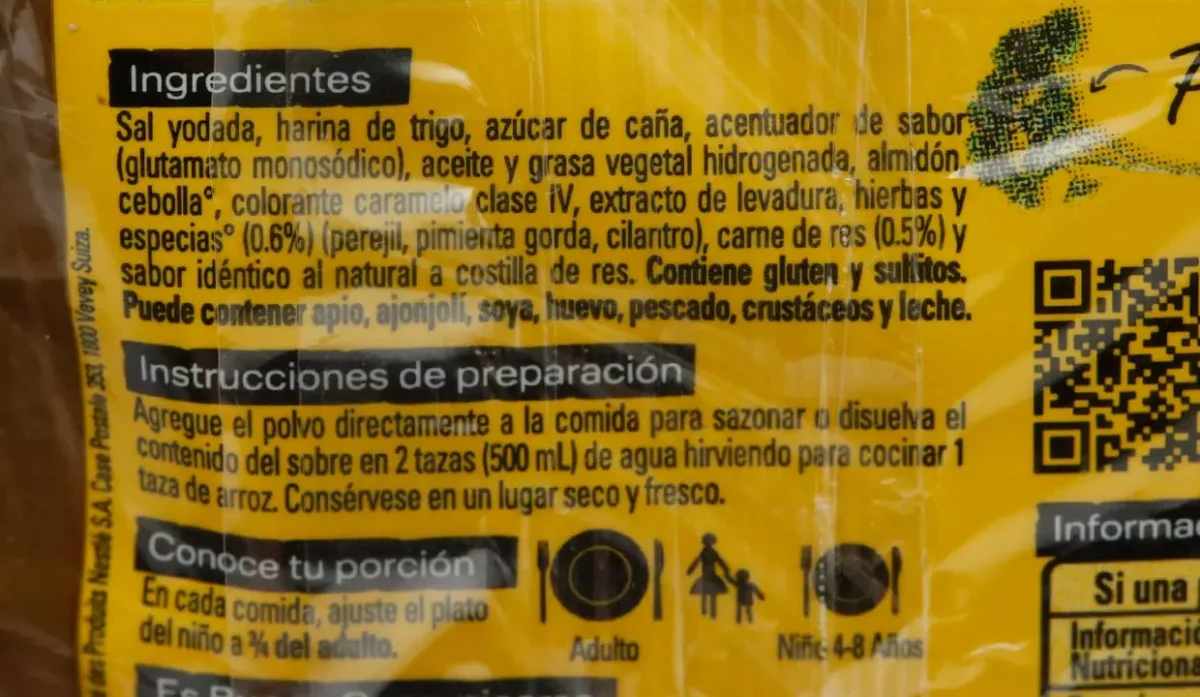 Ingredientes
Sal yodada, harina de trigo, azúcar de caña, acentuador de sabor
(glutamato monosódico), aceite y grasa vegetal hidrogenada, almidón,
cebolla°, colorante caramelo clase IV, extracto de levadura, hierbas y
especias° (0.6%) (perejil, pimienta gorda, cilantro), carne de res (0.5%) y
sabor idéntico al natural a costilla de res. Contiene gluten y sulfitos.
Puede contener apio, ajonjolí, soya, huevo, pescado, crustáceos y leche.
Instrucciones de preparación
Agregue el polvo directamente a la comida para sazonar o disuelva el
contenido del sobre en 2 tazas (500 mL) de agua hirviendo para cocinar 1
taza de arroz. Consérvese en un lugar seco y fresco.
Conoce tu porción
En cada comida, ajuste el plato
del niño a ¾ del adulto.
Adulto
Niño 4-8 Años
des Produits Nestlé S.A. Case Postale 353, 1800 Vevey Suiza.
Informa
Si una
Informació
Nutricion